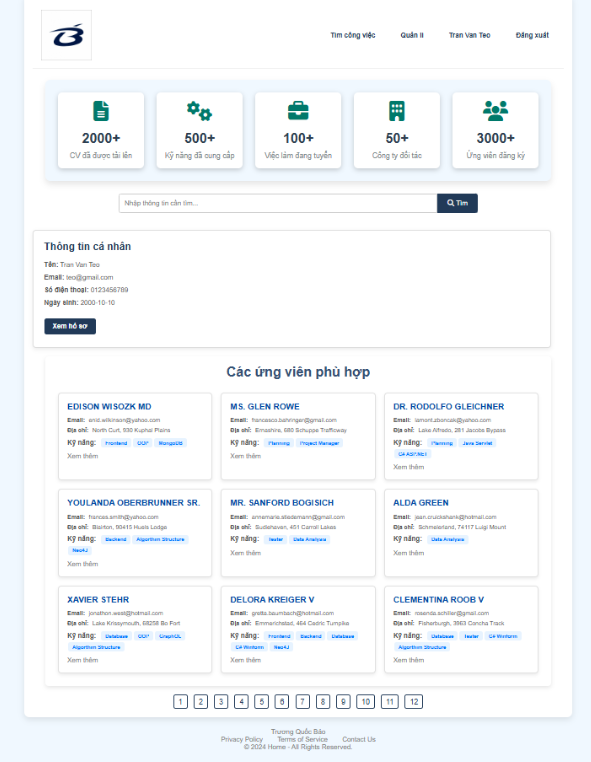 Tìm công việc Quản lí Tran Van Teo Đăng xuất
2000+ 500+ 100+ 50+ 3000+
CV đã được tải lên Kỹ năng đã cung cấp Việc làm đang tuyển Công ty đối tác Ứng viên đăng ký
Nhập thông tin cần tìm... Tìm
Thông tin cá nhân
Tên: Tran Van Teo
Email: teo@gmail.com
Số điện thoại: 0123456789
Ngày sinh: 2000-10-10
Xem hồ sơ
Các ứng viên phù hợp
EDISON WISOZK MD
Email: enid.wilkinson@yahoo.com
Địa chỉ: North Curt, 930 Kuphal Plains
Kỹ năng: Frontend OOP MongoDB
Xem thêm
MS. GLEN ROWE
Email: francesco.behringer@gmail.com
Địa chỉ: Ernashire, 680 Schuppe Trafficway
Kỹ năng: Planning Project Manager
Xem thêm
DR. RODOLFO GLEICHNER
Email: lamont.zboncak@yahoo.com
Địa chỉ: Lake Alfredo, 281 Jacobs Bypass
Kỹ năng: Planning Java Servlet
C# ASP.NET
Xem thêm
YOULANDA OBERBRUNNER SR.
Email: frances.smith@yahoo.com
Địa chỉ: Blairton, 90415 Huels Lodge
Kỹ năng: Backend Algorithm Structure
Neo4J
Xem thêm
MR. SANFORD BOGISICH
Email: annemarie.stiedemann@gmail.com
Địa chỉ: Sudiehaven, 401 Carroll Lakes
Kỹ năng: Tester Data Analysis
Xem thêm
ALDA GREEN
Email: jean.cruickshank@hotmail.com
Địa chỉ: Schmelerland, 74117 Luigi Mount
Kỹ năng: Data Analysis
Xem thêm
XAVIER STEHR
Email: jonathon.west@hotmail.com
Địa chỉ: Lake Krissymouth, 68258 Bo Port
Kỹ năng: Database OOP GraphQL
Algorithm Structure
Xem thêm
DELORA KREIGER V
Email: gretta.baumbach@hotmail.com
Địa chỉ: Emmerichstad, 464 Cedric Turnpike
Kỹ năng: Frontend Backend Database
C# Winform Neo4J
Xem thêm
CLEMENTINA ROOB V
Email: rosenda.schiller@gmail.com
Địa chỉ: Fisherburgh, 3963 Concha Track
Kỹ năng: Database Tester C# Winform
Algorithm Structure
Xem thêm
1 2 3 4 5 6 7 8 9 10 11 12
Trương Quốc Bảo
Privacy Policy Terms of Service Contact Us
© 2024 Home - All Rights Reserved.